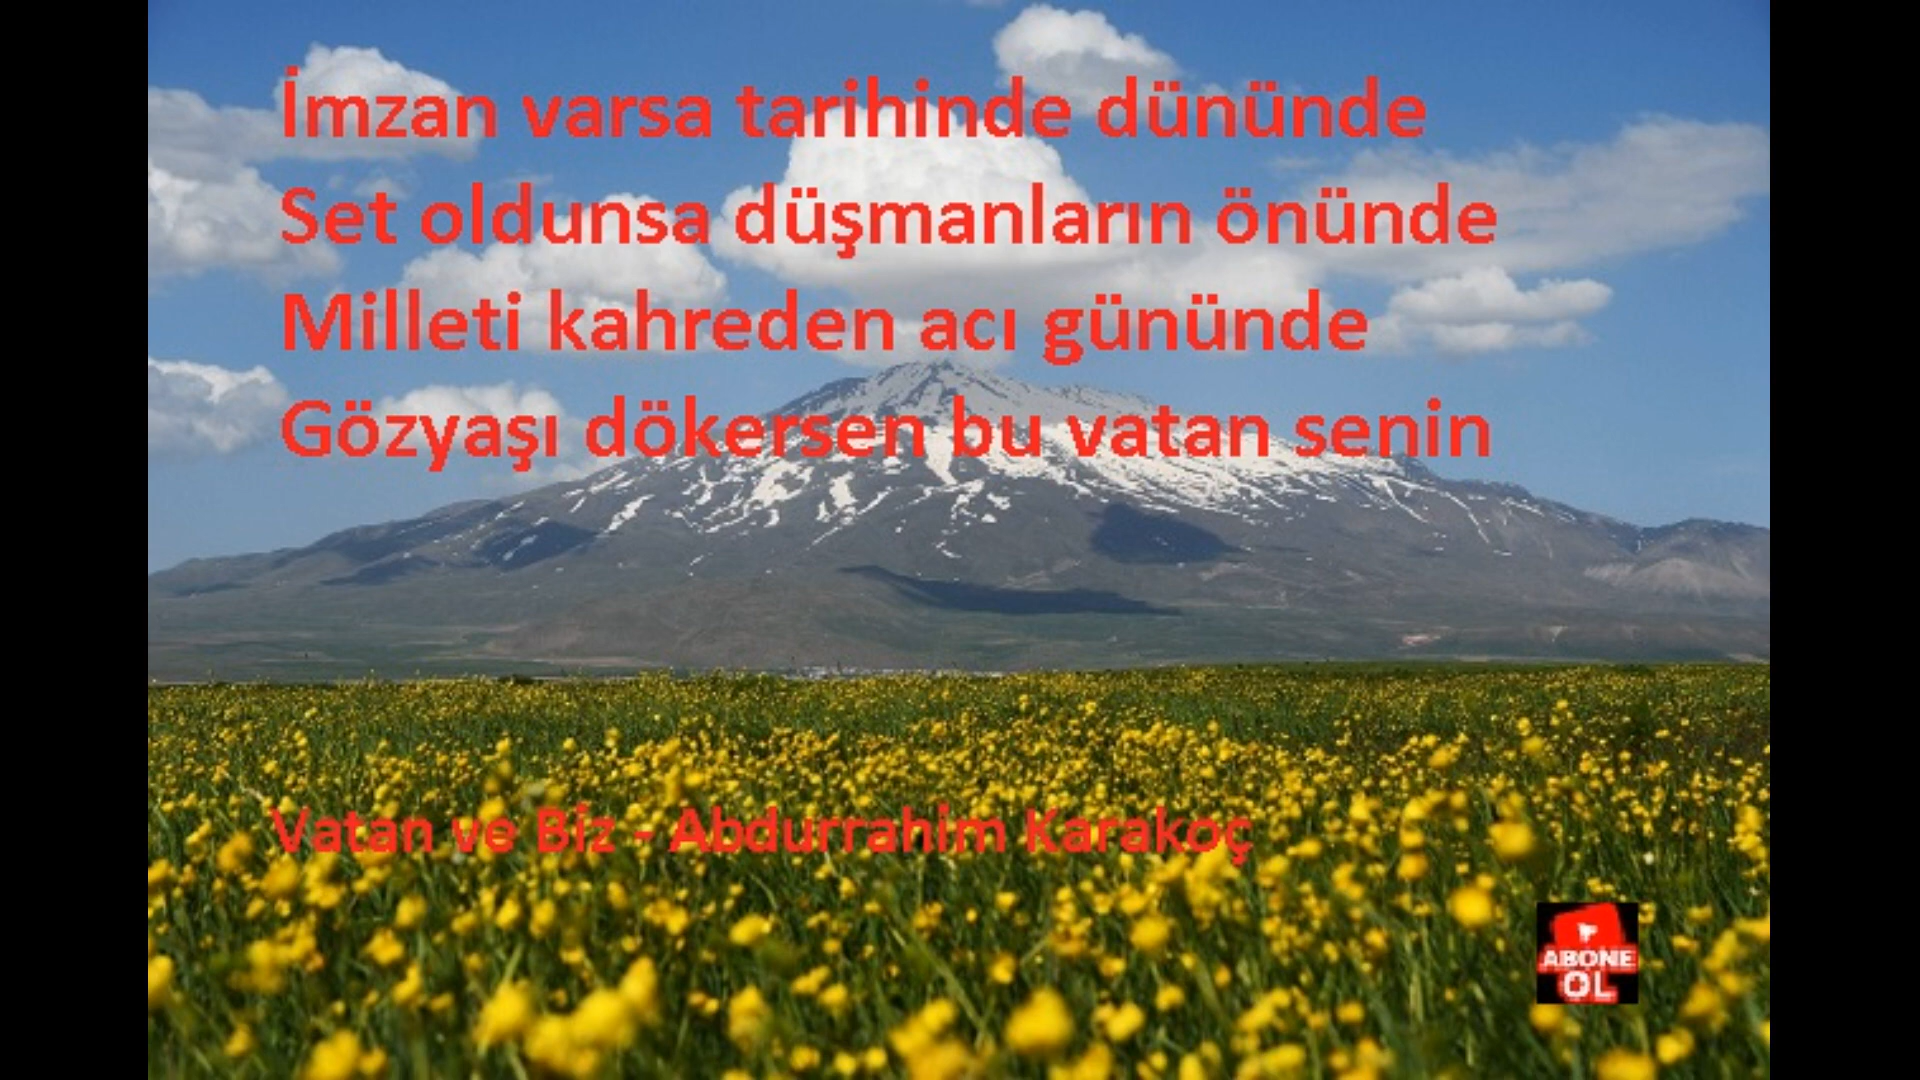 İmzan varsa tarihinde dününde
Set oldunsa düşmanların önünde
Milleti kahreden acı gününde
Gözyaşı dökersen bu vatan senin
Vatan ve Biz - Abdurrahim Karakoç
ABONE
OL